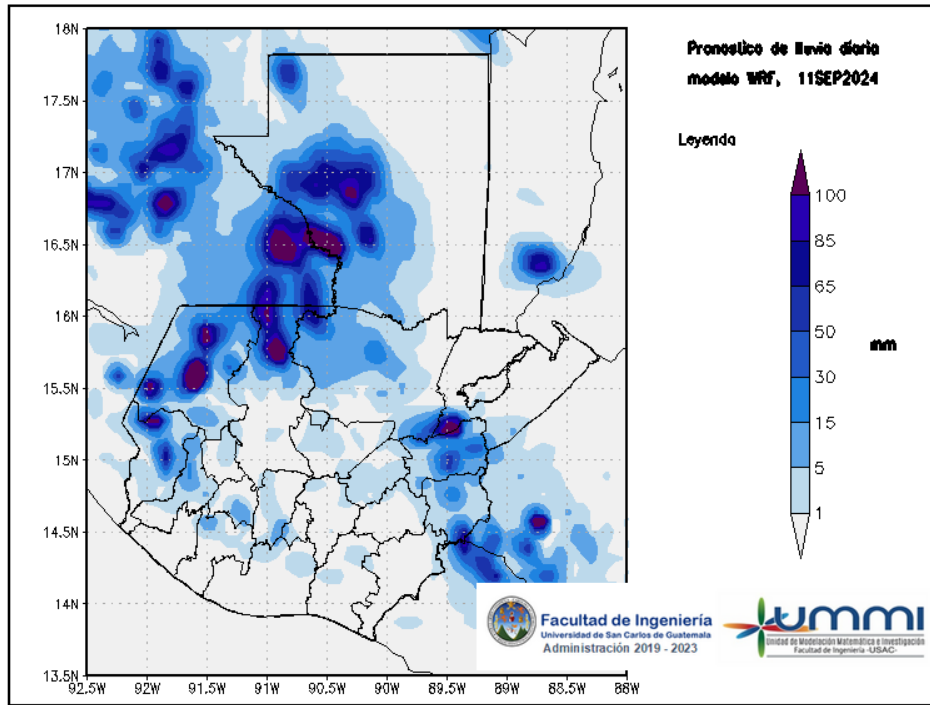 18N
17.5N
17N
16.5N
16N
15.5N
15N
14.5N
14N
13.5N
92.5W
92W
91.5W
91W
90.5W
90W
89.5W
89W
88.5W
88W
Pronostico de lluvia diaria
modelo WRF, 11SEP2024
Leyenda
100
85
65
50
30
15
5
1
mm
Facultad de Ingeniería
Universidad de San Carlos de Guatemala
Administración 2019 - 2023
UMMI
Unidad de Modelación Matemática e Investigación
Facultad de Ingeniería -USAC-